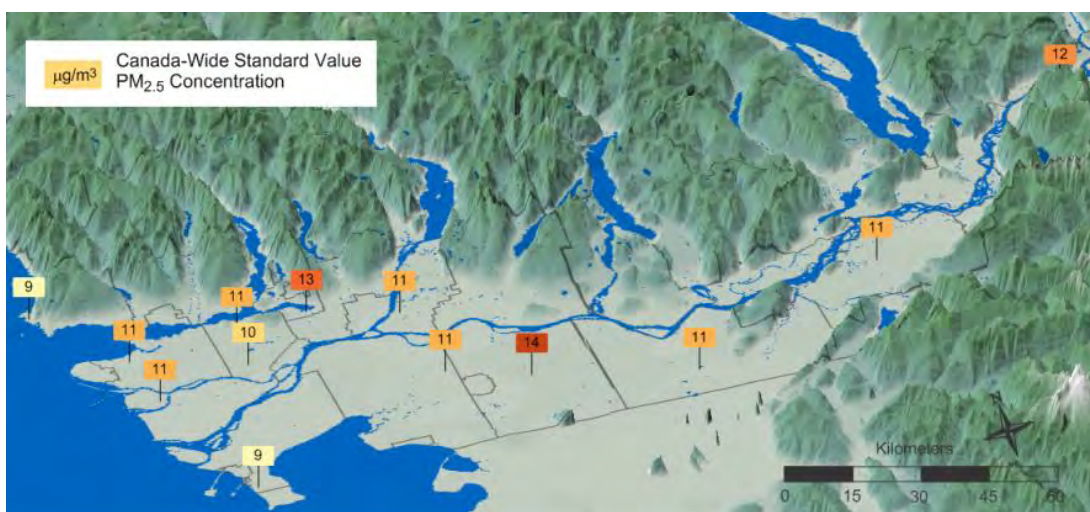 µg/m³ Canada-Wide Standard Value
PM2.5 Concentration
12
11
9
13
11
11
11
10
11
14
11
11
9
N
Kilometers
0 15 30 45 60